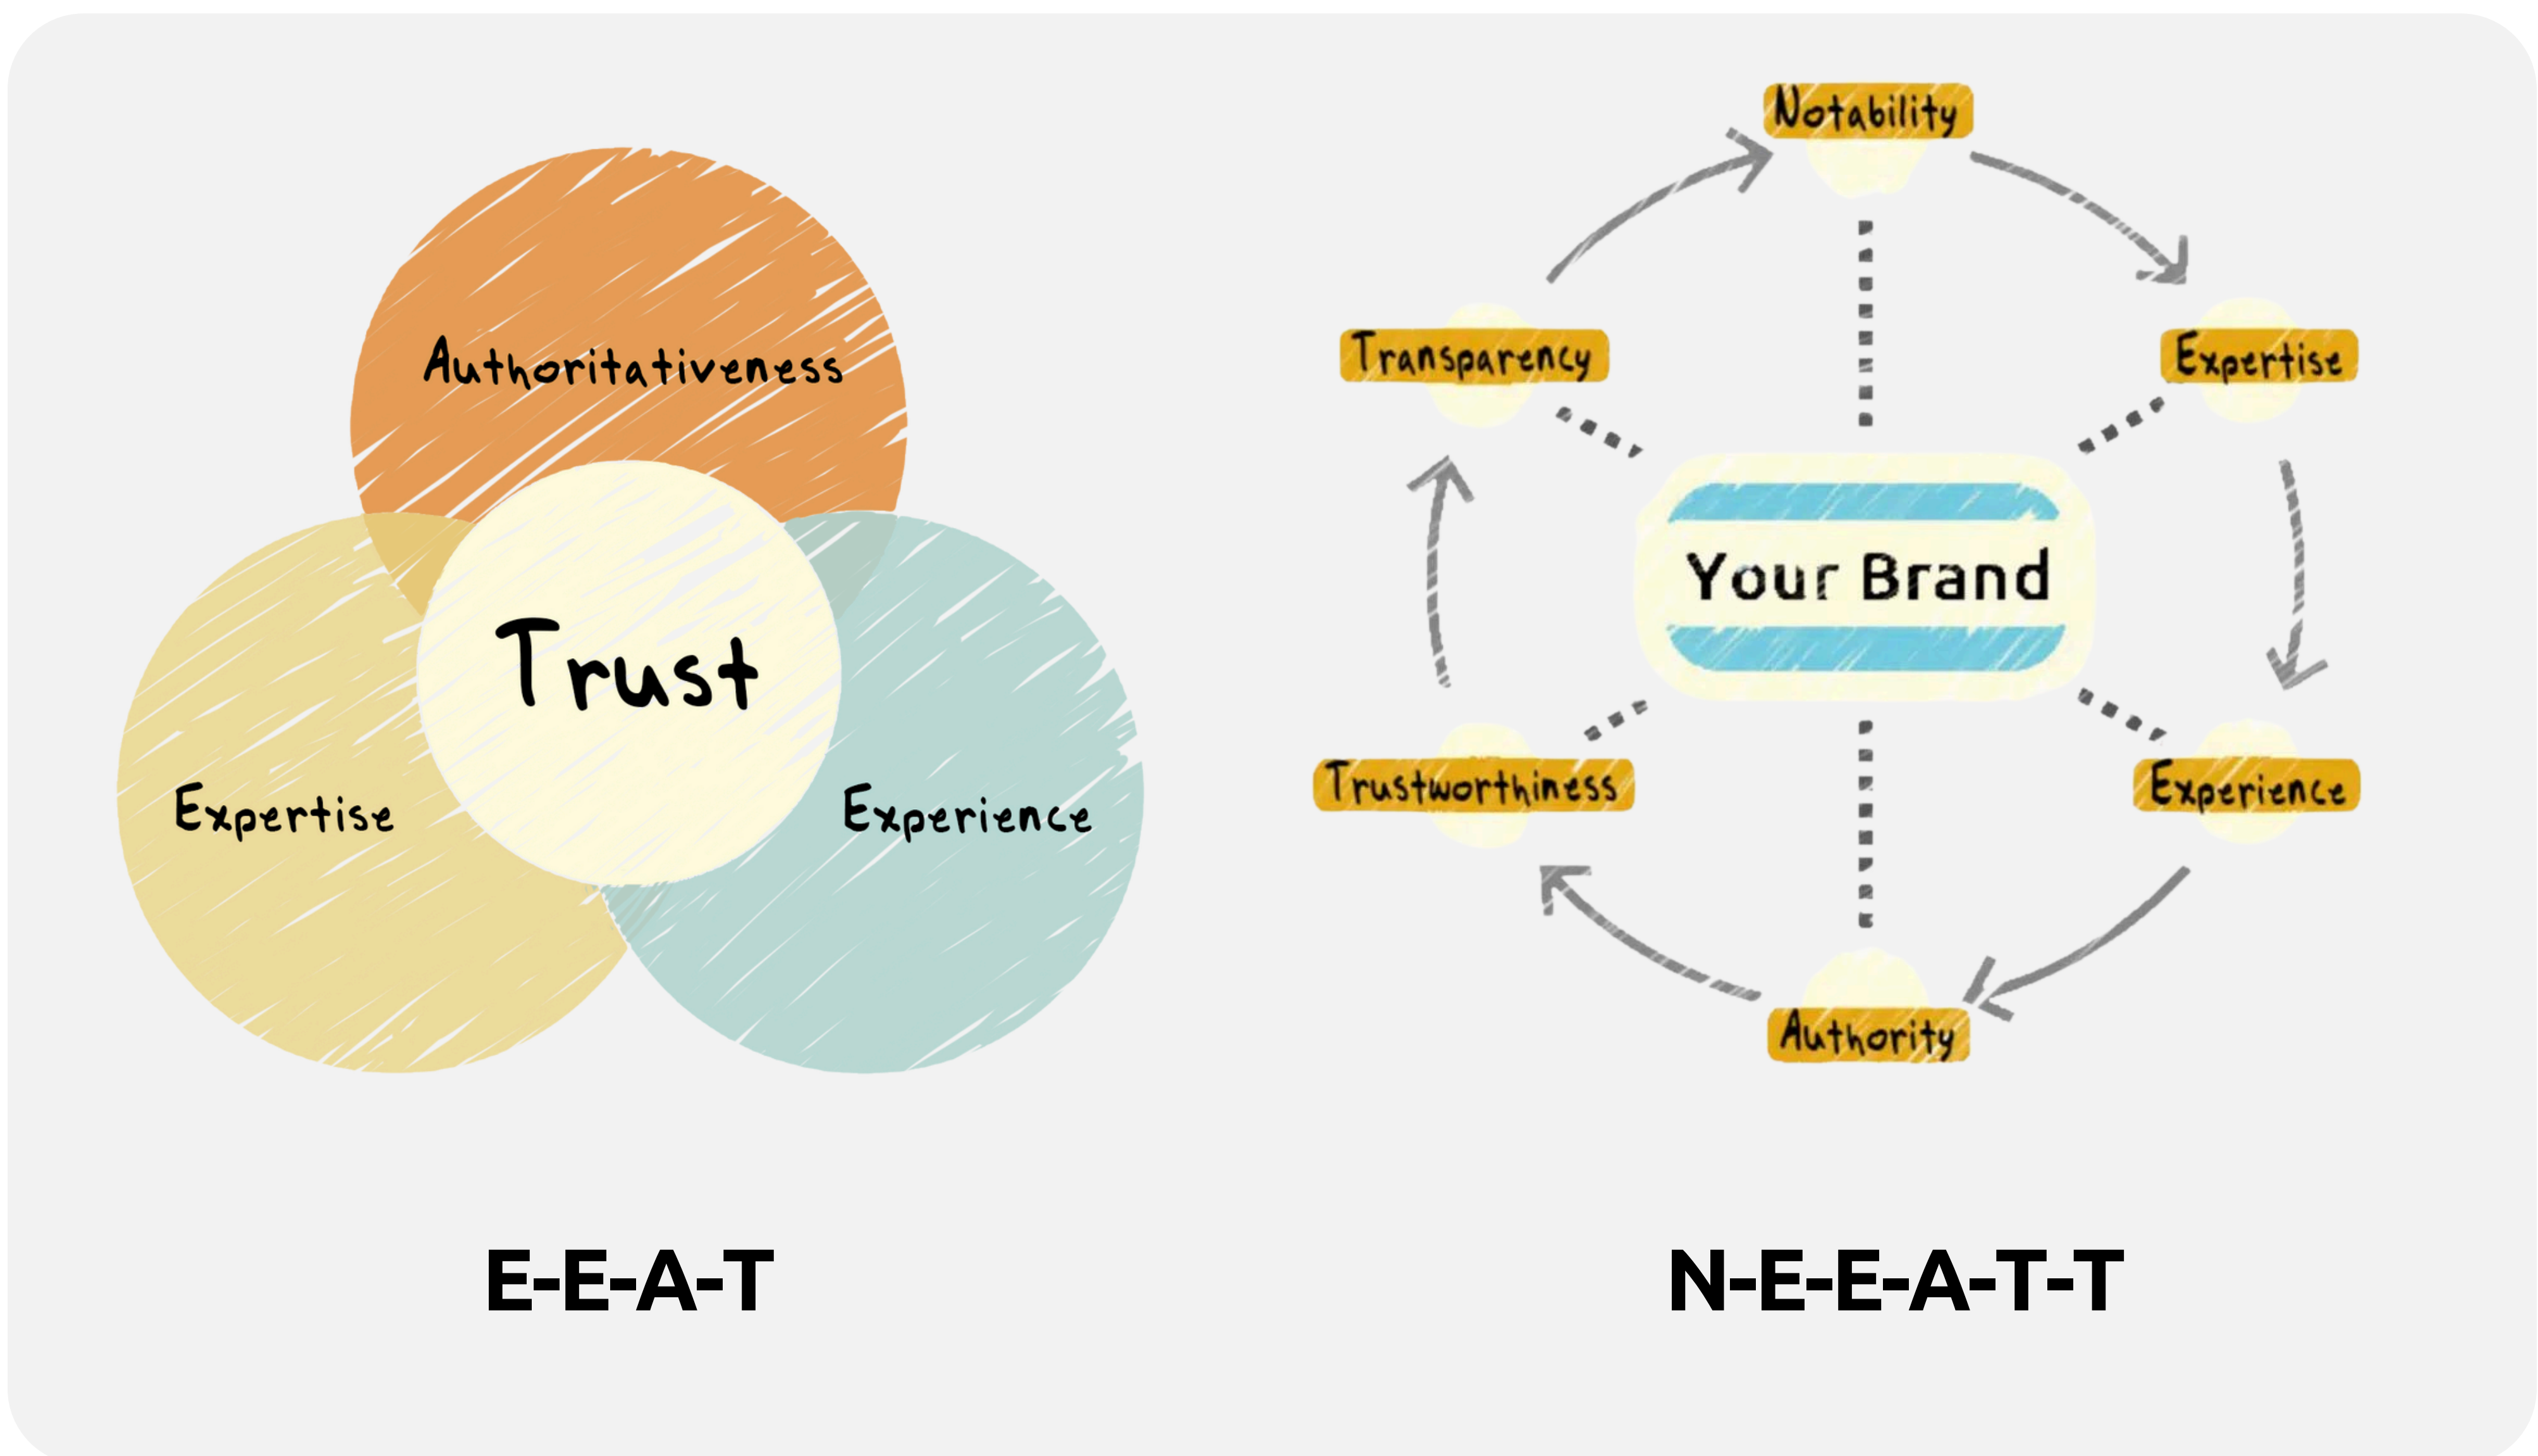 Authoritativeness
Trust
Expertise
Experience
E-E-A-T
Notability
Transparency
Expertise
Your Brand
Trustworthiness
Experience
Authority
N-E-E-A-T-T